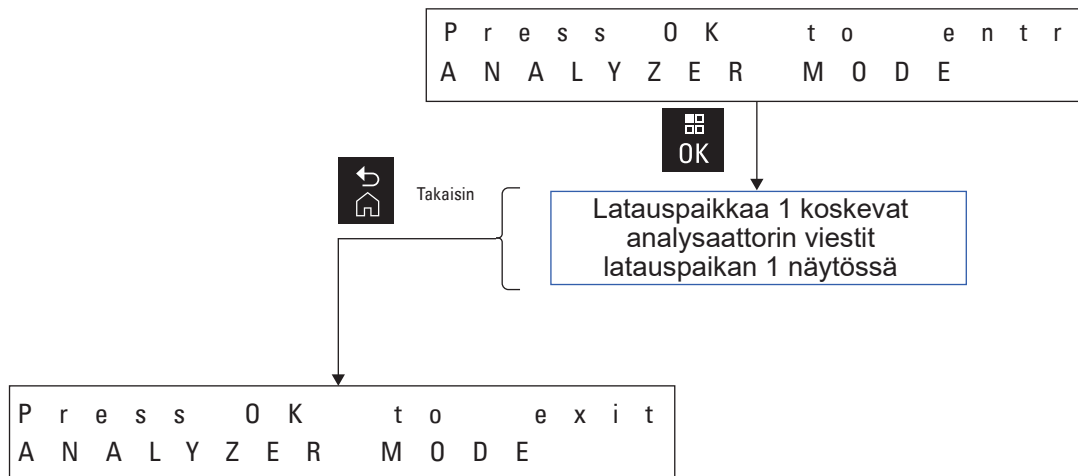 Press OK to entr
ANALYZER MODE
OK
Takaisin
Latauspaikkaa 1 koskevat
analysaattorin viestit
latauspaikan 1 näytössä
Press OK to exit
ANALYZER MODE